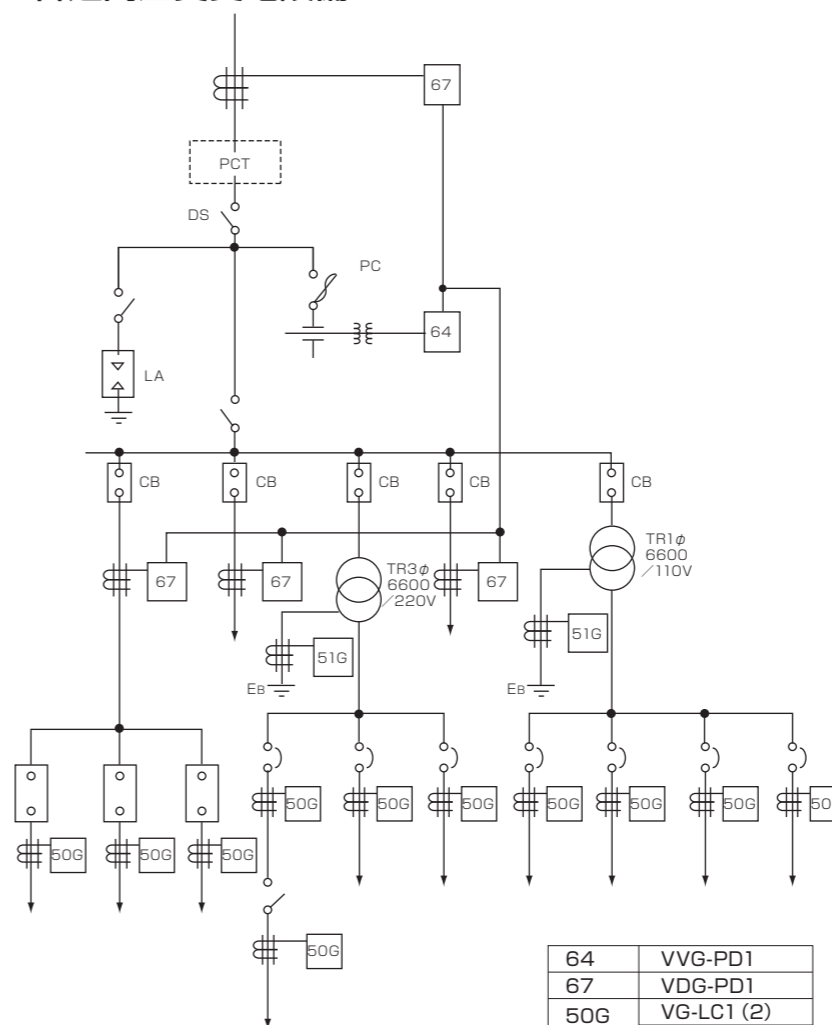 67
PCT
DS
PC
64
LA
CB
CB
CB
CB
CB
67
67
TR3φ
6600
/220V
67
TR1φ
6600
/110V
51G
EB
51G
EB
50G
50G
50G
50G
50G
50G
50G
50G
50G
50G
50G
64 VVG-PD1
67 VDG-PD1
50G VG-LC1 (2)